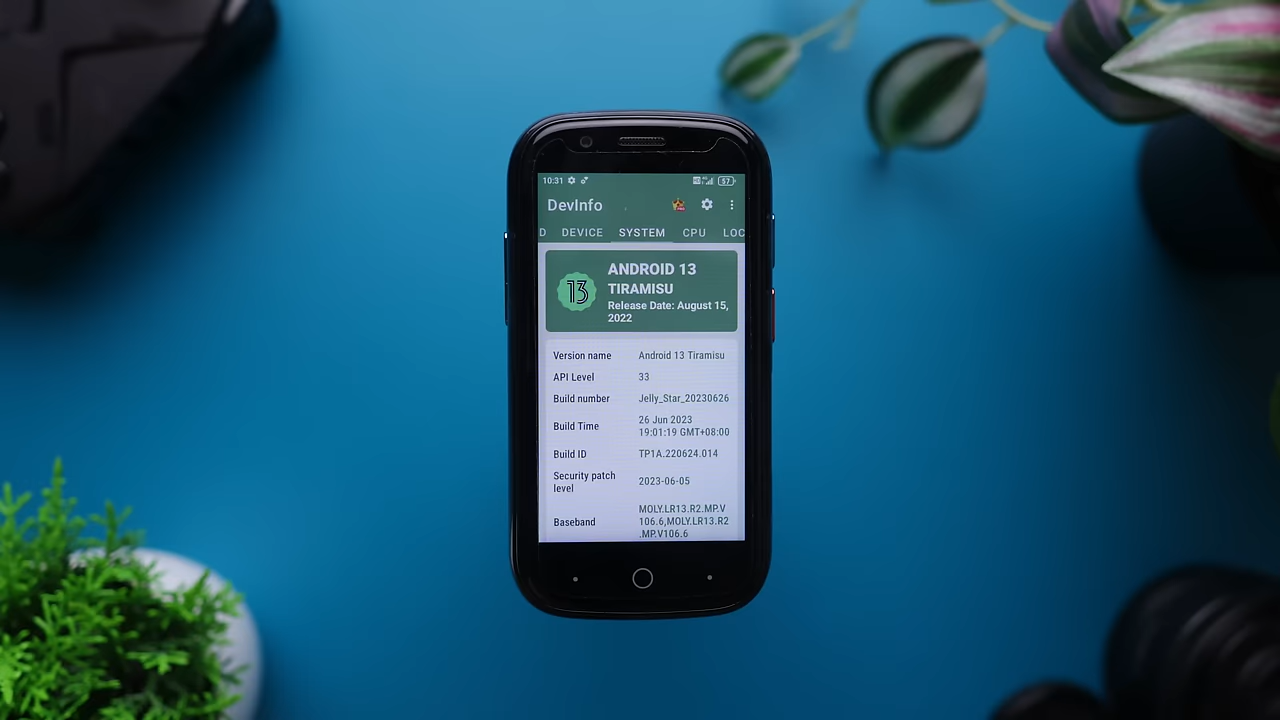 10:31 57
DevInfo
D DEVICE SYSTEM CPU LOC
13
ANDROID 13
TIRAMISU
Release Date: August 15,
2022
Version name Android 13 Tiramisu
API Level 33
Build number Jelly_Star_20230626
Build Time 26 Jun 2023
19:01:19 GMT+08:00
Build ID TP1A.220624.014
Security patch
level 2023-06-05
Baseband MOLY.LR13.R2.MP.V
106.6,MOLY.LR13.R2
.MP.V106.6